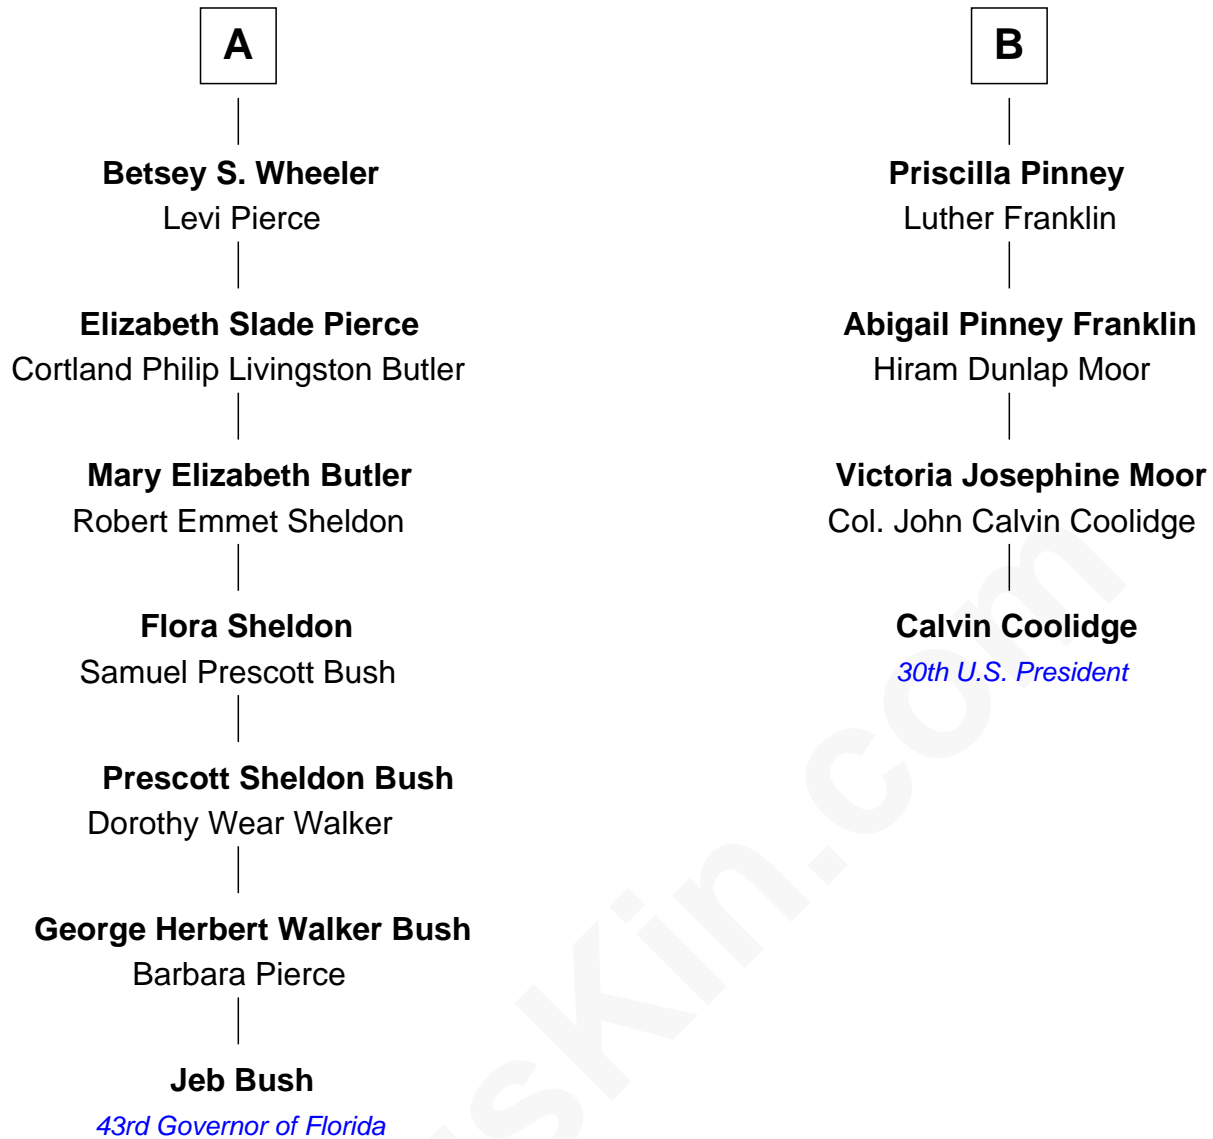 A
Betsey S. Wheeler
Levi Pierce
Elizabeth Slade Pierce
Cortland Philip Livingston Butler
Mary Elizabeth Butler
Robert Emmet Sheldon
Flora Sheldon
Samuel Prescott Bush
Prescott Sheldon Bush
Dorothy Wear Walker
George Herbert Walker Bush
Barbara Pierce
Jeb Bush
43rd Governor of Florida
B
Priscilla Pinney
Luther Franklin
Abigail Pinney Franklin
Hiram Dunlap Moor
Victoria Josephine Moor
Col. John Calvin Coolidge
Calvin Coolidge
30th U.S. President
sKin.com